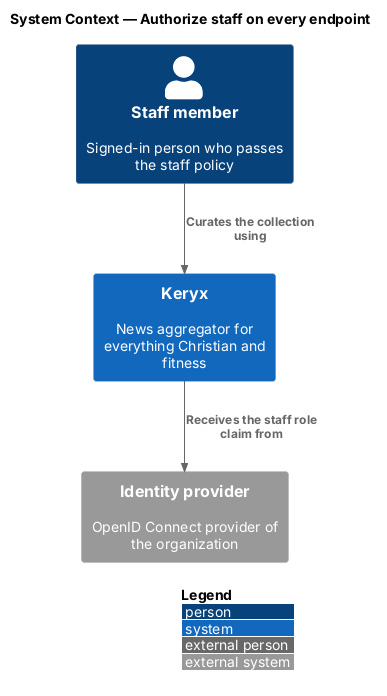 System Context — Authorize staff on every endpoint
Staff member
Signed-in person who passes
the staff policy
Curates the collection
using
Keryx
News aggregator for
everything Christian and
fitness
Receives the staff role
claim from
Identity provider
OpenID Connect provider of
the organization
Legend
person
system
external person
external system